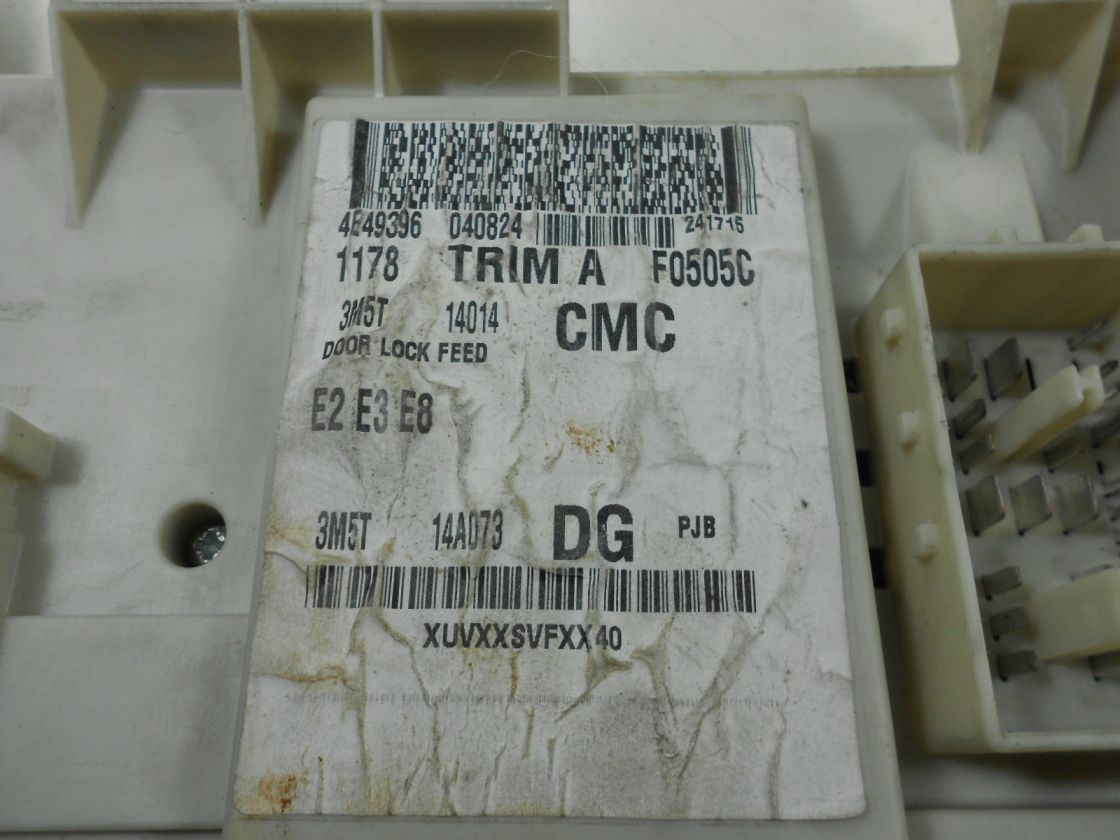 4E49396 040824 241716
1178 TRIM A F0505C
3M5T 14014 CMC
DOOR LOCK FEED
E2 E3 E8
3M5T 14A073 DG PJB
XUVXXSVFXX40